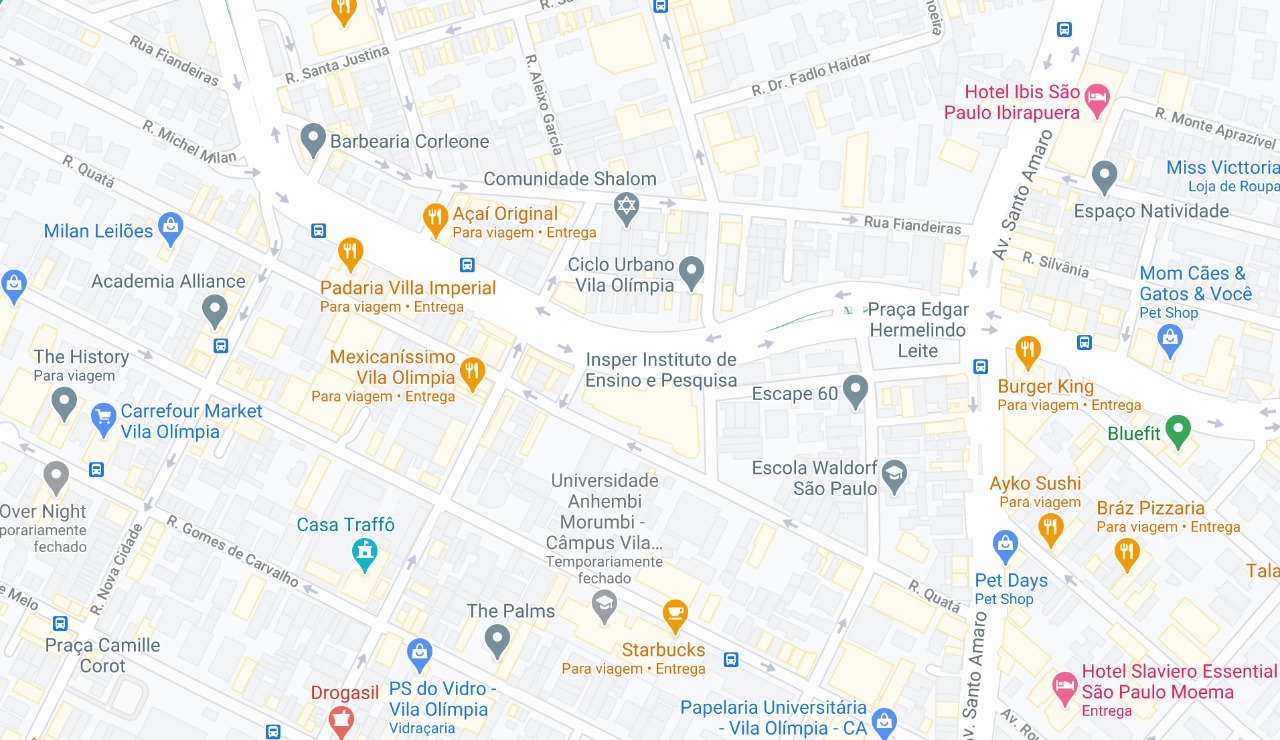 Rua Fiandeiras
R. Santa Justina
R. Aleixo Garcia
R. Dr. Fadlo Haidar
Hotel Ibis São
Paulo Ibirapuera
R. Monte Aprazível
R. Michel Milan
Barbearia Corleone
R. Quatá
Comunidade Shalom
Av. Santo Amaro
Miss Victtoria
Loja de Roupa
Espaço Natividade
Milan Leilões
Açaí Original
Para viagem • Entrega
Rua Fiandeiras
R. Silvânia
Academia Alliance
Padaria Villa Imperial
Para viagem • Entrega
Ciclo Urbano
Vila Olímpia
Mom Cães &
Gatos & Você
Pet Shop
Praça Edgar
Hermelindo
Leite
The History
Para viagem
Mexicaníssimo
Vila Olimpia
Para viagem • Entrega
Insper Instituto de
Ensino e Pesquisa
Escape 60
Burger King
Para viagem • Entrega
Carrefour Market
Vila Olímpia
Bluefit
Escola Waldorf
São Paulo
Universidade
Anhembi
Morumbi -
Câmpus Vila...
Temporariamente
fechado
Ayko Sushi
Para viagem
Bráz Pizzaria
Para viagem • Entrega
Over Night
porariamente
fechado
R. Gomes de Carvalho
Casa Traffô
R. Nova Cidade
Pet Days
Pet Shop
Tala
R. Quatá
e Melo
The Palms
Praça Camille
Corot
Starbucks
Para viagem • Entrega
Av. Santo Amaro
Hotel Slaviero Essential
São Paulo Moema
Entrega
Drogasil
PS do Vidro -
Vila Olímpia
Vidraçaria
Papelaria Universitária
- Vila Olímpia - CA
Av. Rou